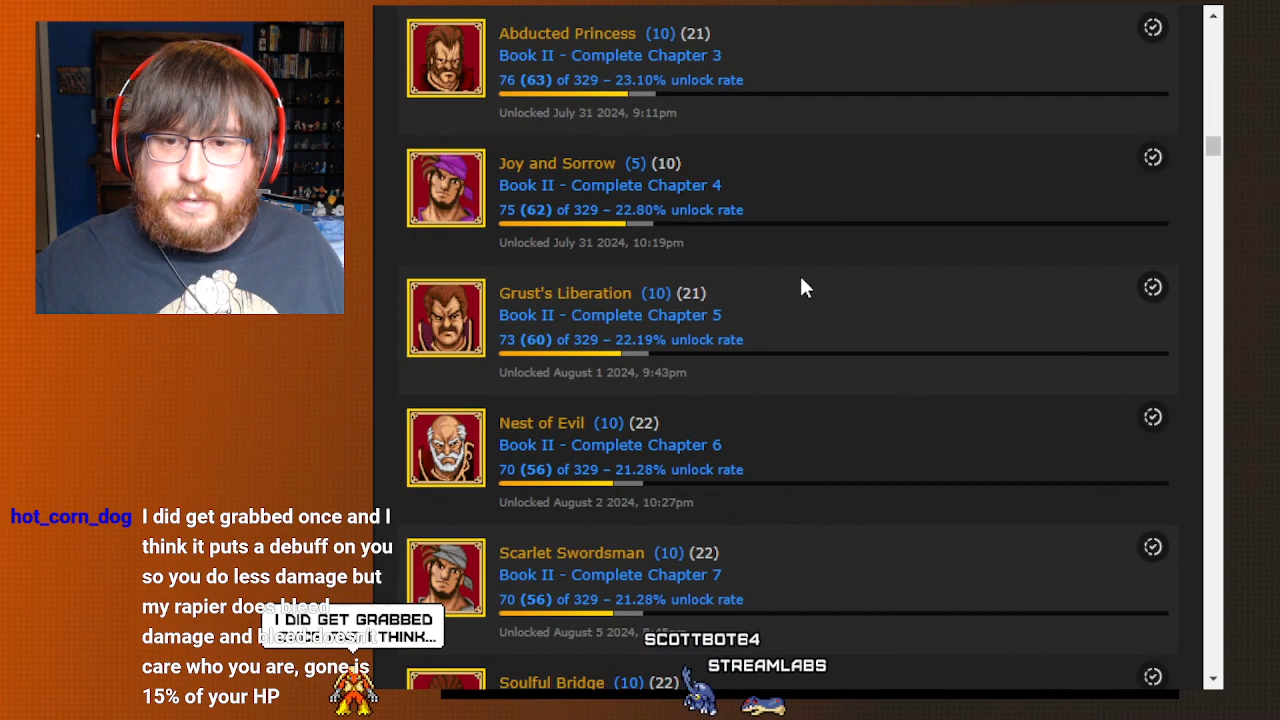 Abducted Princess (10) (21)
Book II - Complete Chapter 3
76 (63) of 329 – 23.10% unlock rate
Unlocked July 31 2024, 9:11pm
Joy and Sorrow (5) (10)
Book II - Complete Chapter 4
75 (62) of 329 – 22.80% unlock rate
Unlocked July 31 2024, 10:19pm
Grust's Liberation (10) (21)
Book II - Complete Chapter 5
73 (60) of 329 – 22.19% unlock rate
Unlocked August 1 2024, 9:43pm
Nest of Evil (10) (22)
Book II - Complete Chapter 6
70 (56) of 329 – 21.28% unlock rate
Unlocked August 2 2024, 10:27pm
Scarlet Swordsman (10) (22)
Book II - Complete Chapter 7
70 (56) of 329 – 21.28% unlock rate
Unlocked August 5 2024,
Soulful Bridge (10) (22)
hot_corn_dog I did get grabbed once and I
think it puts a debuff on you
so you do less damage but
my rapier does bleed
damage and bleed doesn't
care who you are, gone is
15% of your HP
I DID GET GRABBED
ONCE AND I THINK...
SCOTTBOT64
STREAMLABS